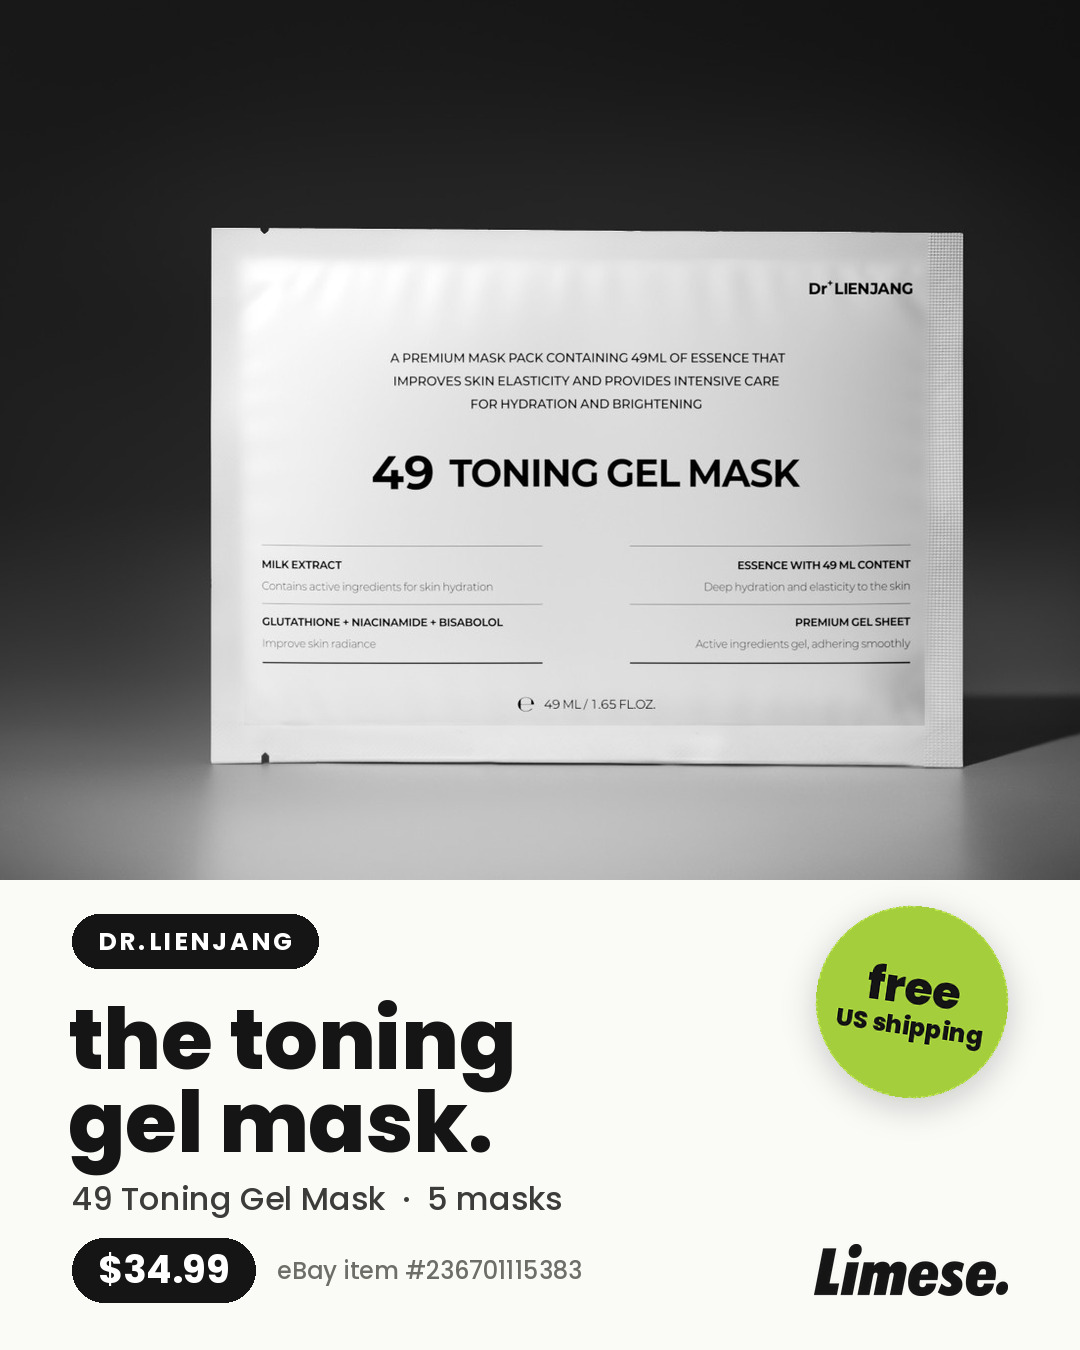 Dr+LIENJANG
A PREMIUM MASK PACK CONTAINING 49ML OF ESSENCE THAT
IMPROVES SKIN ELASTICITY AND PROVIDES INTENSIVE CARE
FOR HYDRATION AND BRIGHTENING
49 TONING GEL MASK
MILK EXTRACT
Contains active ingredients for skin hydration
GLUTATHIONE + NIACINAMIDE + BISABOLOL
Improve skin radiance
ESSENCE WITH 49 ML CONTENT
Deep hydration and elasticity to the skin
PREMIUM GEL SHEET
Active ingredients gel, adhering smoothly
℮ 49 ML / 1.65 FL.OZ.
DR.LIENJANG
free
US shipping
the toning
gel mask.
49 Toning Gel Mask · 5 masks
$34.99 eBay item #236701115383
Limese.